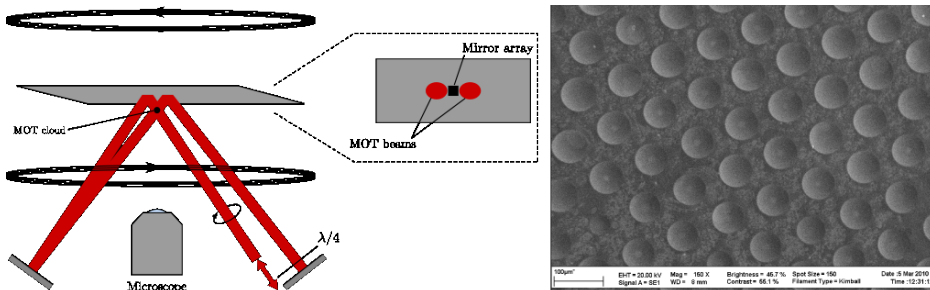 Mirror array
MOT cloud
MOT beams
λ/4
Microscope
100µm*
EHT = 20.00 kV Mag = 150 X Brightness = 45.7 % Spot Size = 150 Date :5 Mar 2010
Signal A = SE1 WD = 9 mm Contrast = 55.1 % Filament Type = Kimball Time :12:31:1